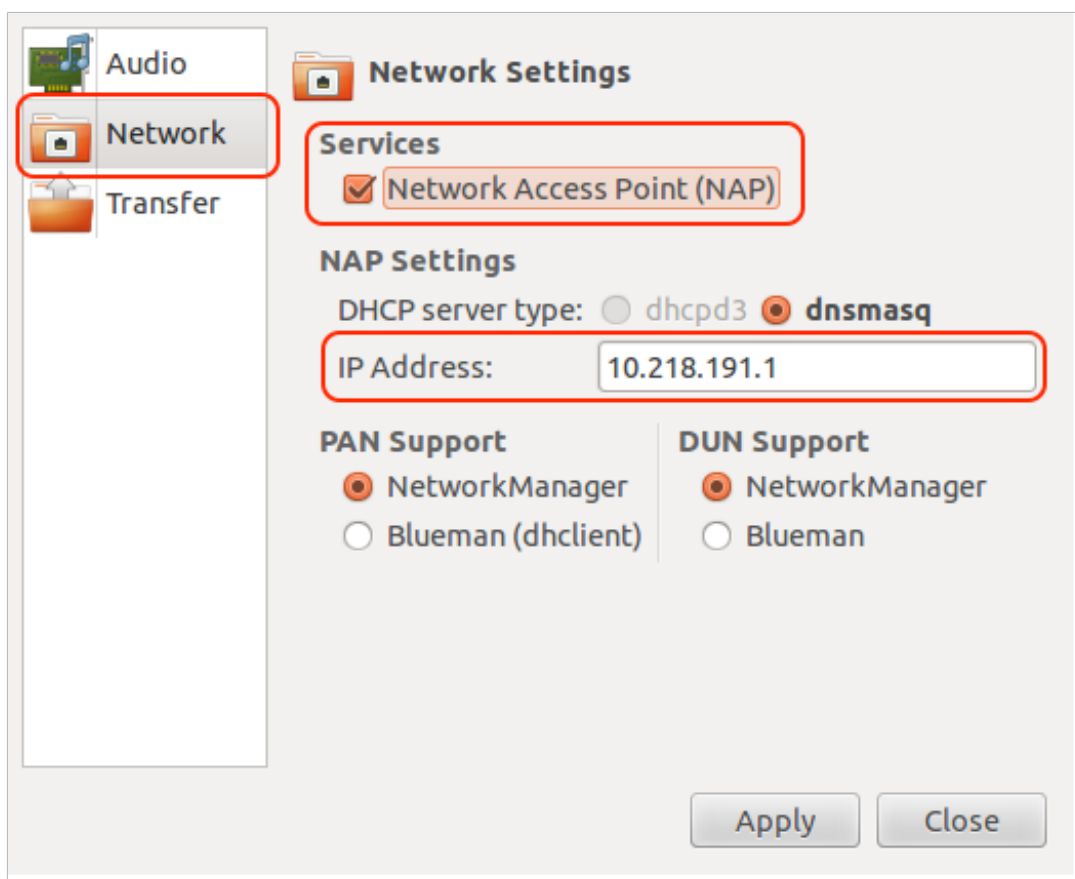 Audio
Network
Transfer
Network Settings
Services
Network Access Point (NAP)
NAP Settings
DHCP server type: dhcpd3 dnsmasq
IP Address: 10.218.191.1
PAN Support
NetworkManager
Blueman (dhclient)
DUN Support
NetworkManager
Blueman
Apply Close